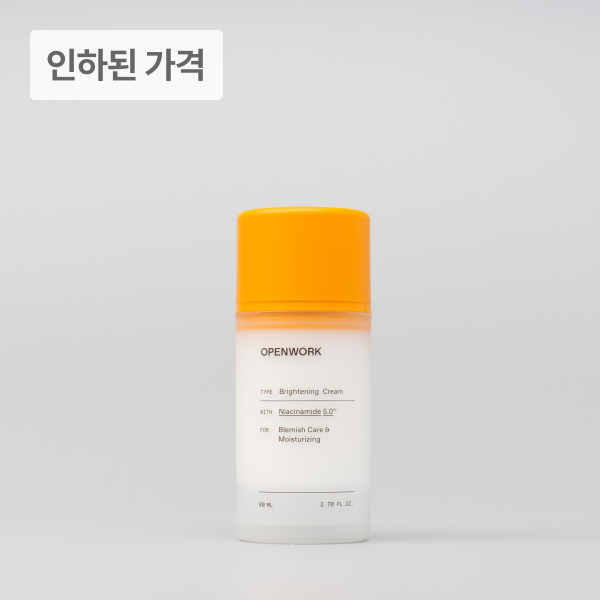 인하된 가격
OPENWORK
TYPE Brightening Cream
WITH Niacinamide 5.0%
FOR Blemish Care &
Moisturizing
80 ML 2.70 FL.OZ.